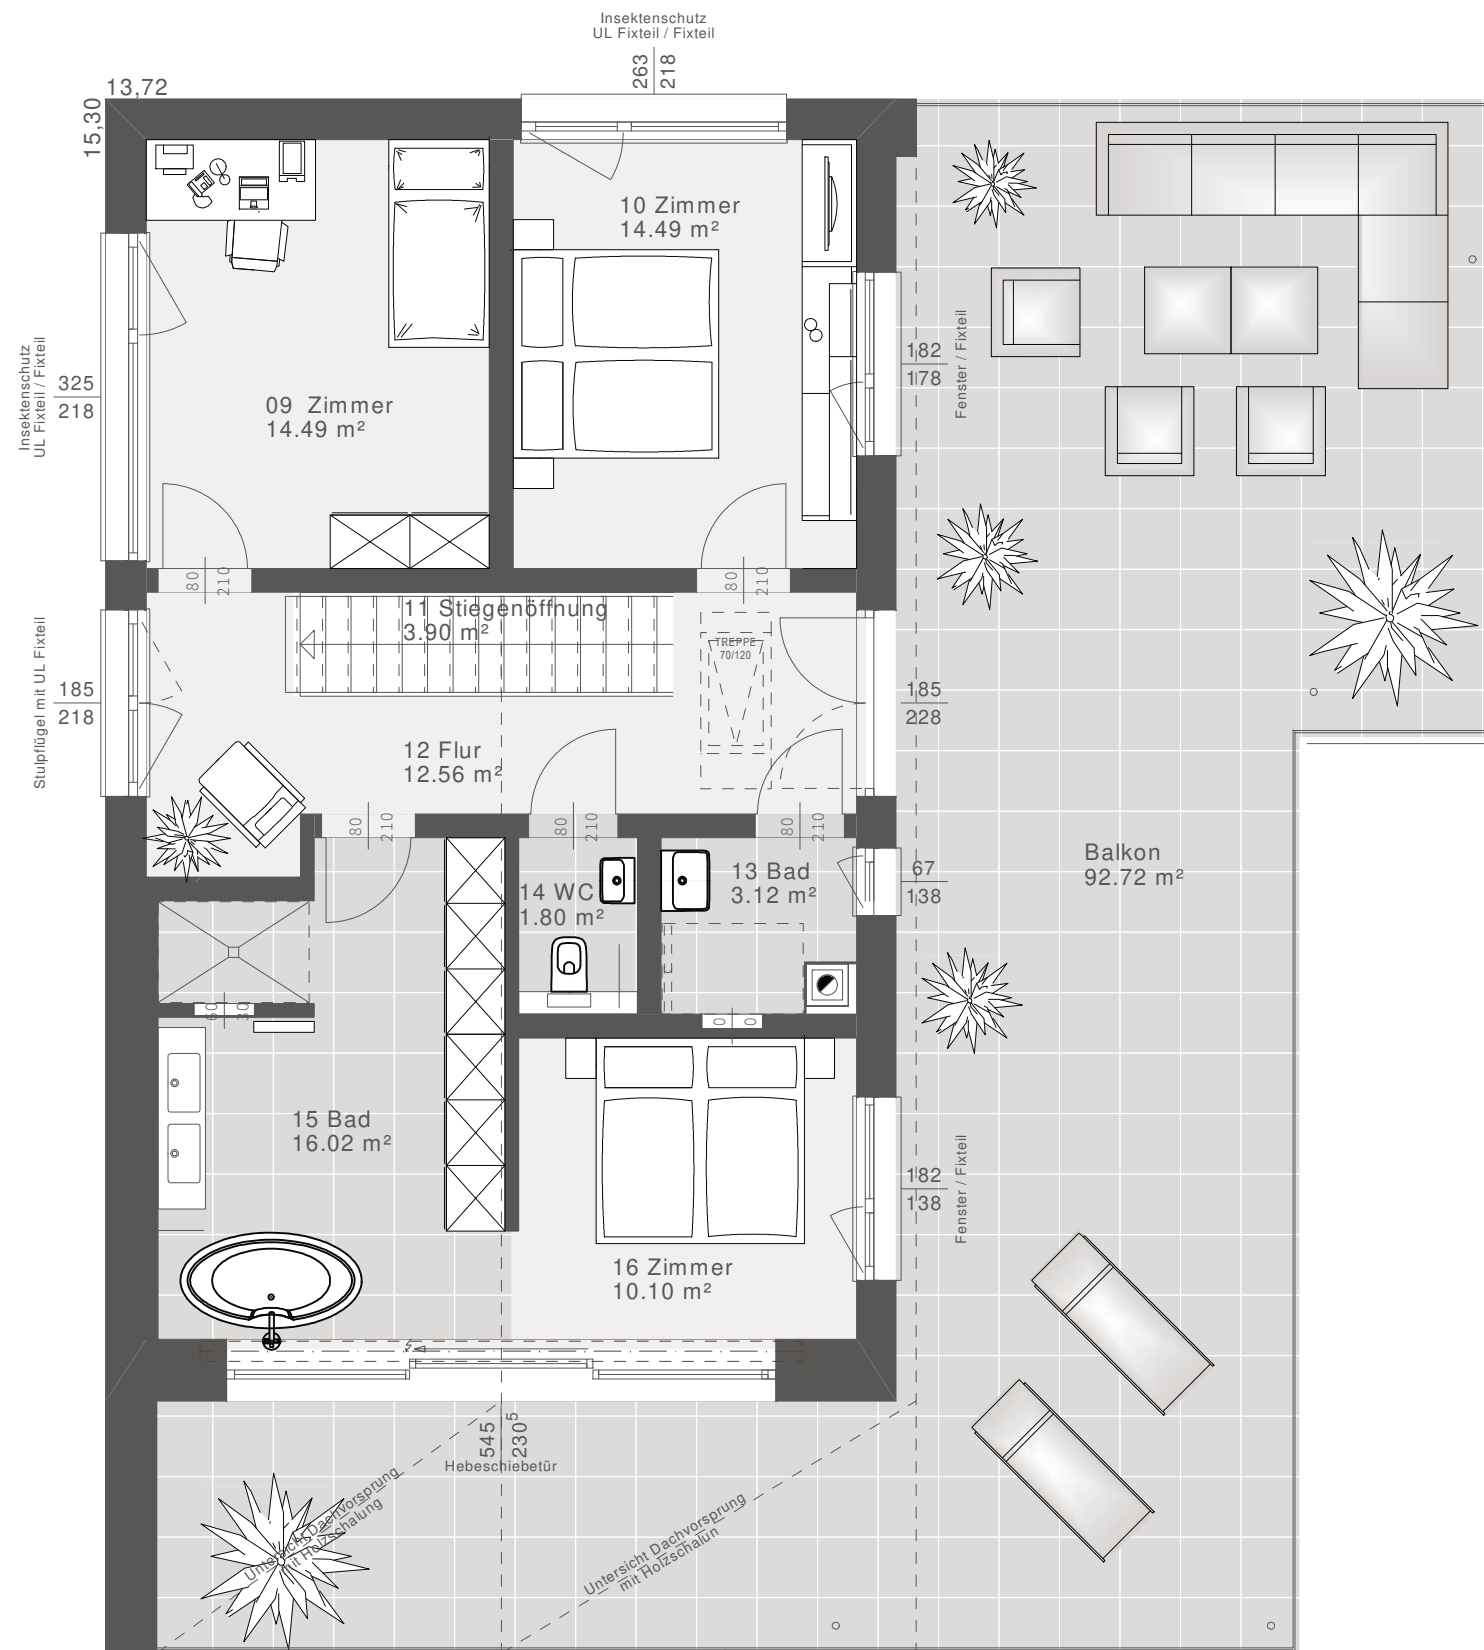 Insektenschutz
UL Fixteil / Fixteil
263
218
13,72
15,30
10 Zimmer
14.49 m²
Insektenschutz
UL Fixteil / Fixteil
325
218
09 Zimmer
14.49 m²
182
178
Fenster / Fixteil
80
210
80
210
11 Stiegenöffnung
3.90 m²
TREPPE
70/120
Stulpflügel mit UL Fixteil
185
218
185
228
12 Flur
12.56 m²
80
210
80
210
80
210
14 WC
1.80 m²
13 Bad
3.12 m²
67
138
Balkon
92.72 m²
60
30
0
0
15 Bad
16.02 m²
182
138
Fenster / Fixteil
16 Zimmer
10.10 m²
545
230⁵
Hebeschiebetür
Untersicht Dachvorsprung
mit Holzschalung
Untersicht Dachvorsprung
mit Holzschalun